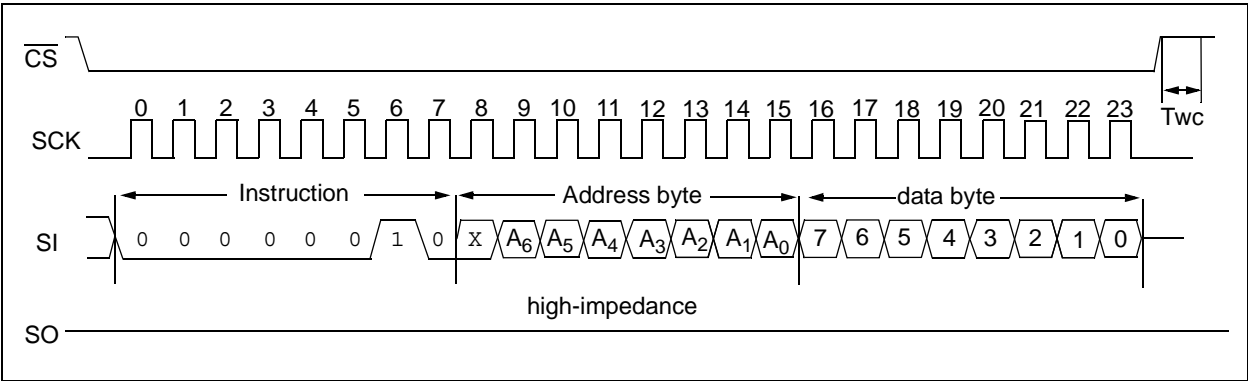 CS
Twc
0 1 2 3 4 5 6 7 8 9 10 11 12 13 14 15 16 17 18 19 20 21 22 23
SCK
Instruction Address byte data byte
SI 0 0 0 0 0 0 1 0 X A6 A5 A4 A3 A2 A1 A0 7 6 5 4 3 2 1 0
high-impedance
SO